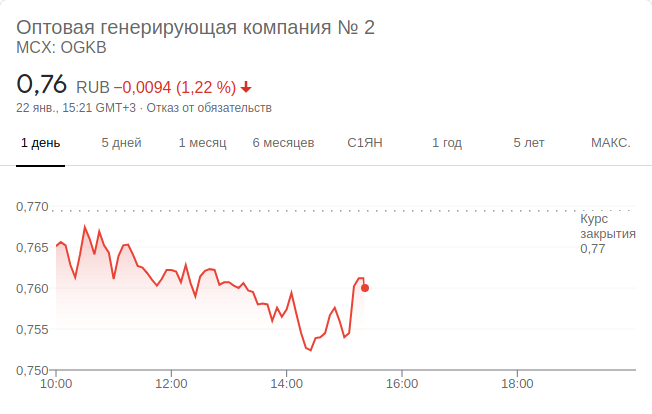 Оптовая генерирующая компания № 2
MCX: OGKB
0,76 RUB −0,0094 (1,22 %)
22 янв., 15:21 GMT+3 · Отказ от обязательств
1 день 5 дней 1 месяц 6 месяцев С1ЯН 1 год 5 лет МАКС.
0,770
Курс
закрытия
0,77
0,765
0,760
0,755
0,750
10:00 12:00 14:00 16:00 18:00